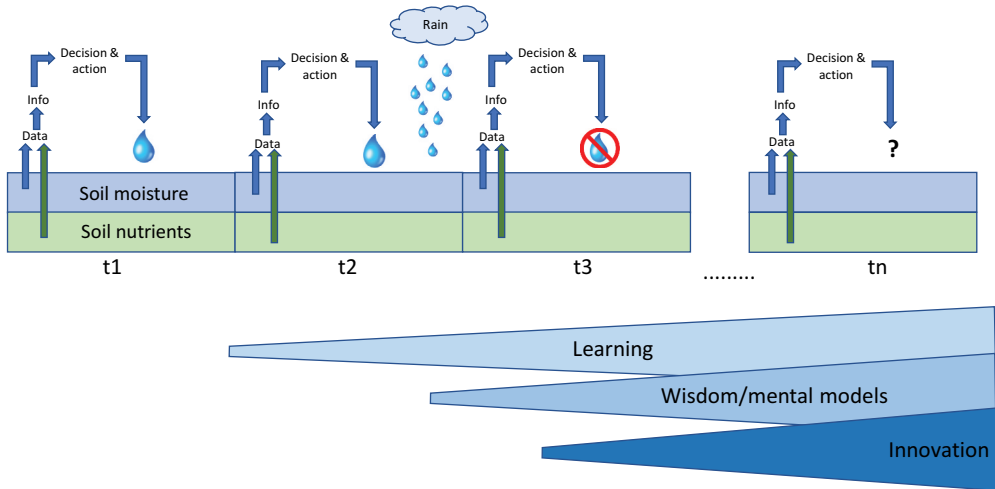 Rain
Decision &
action
Decision &
action
Decision &
action
Decision &
action
Info
Info
Info
Info
Data
Data
Data
Data
?
Soil moisture
Soil nutrients
t1
t2
t3
.........
tn
Learning
Wisdom/mental models
Innovation